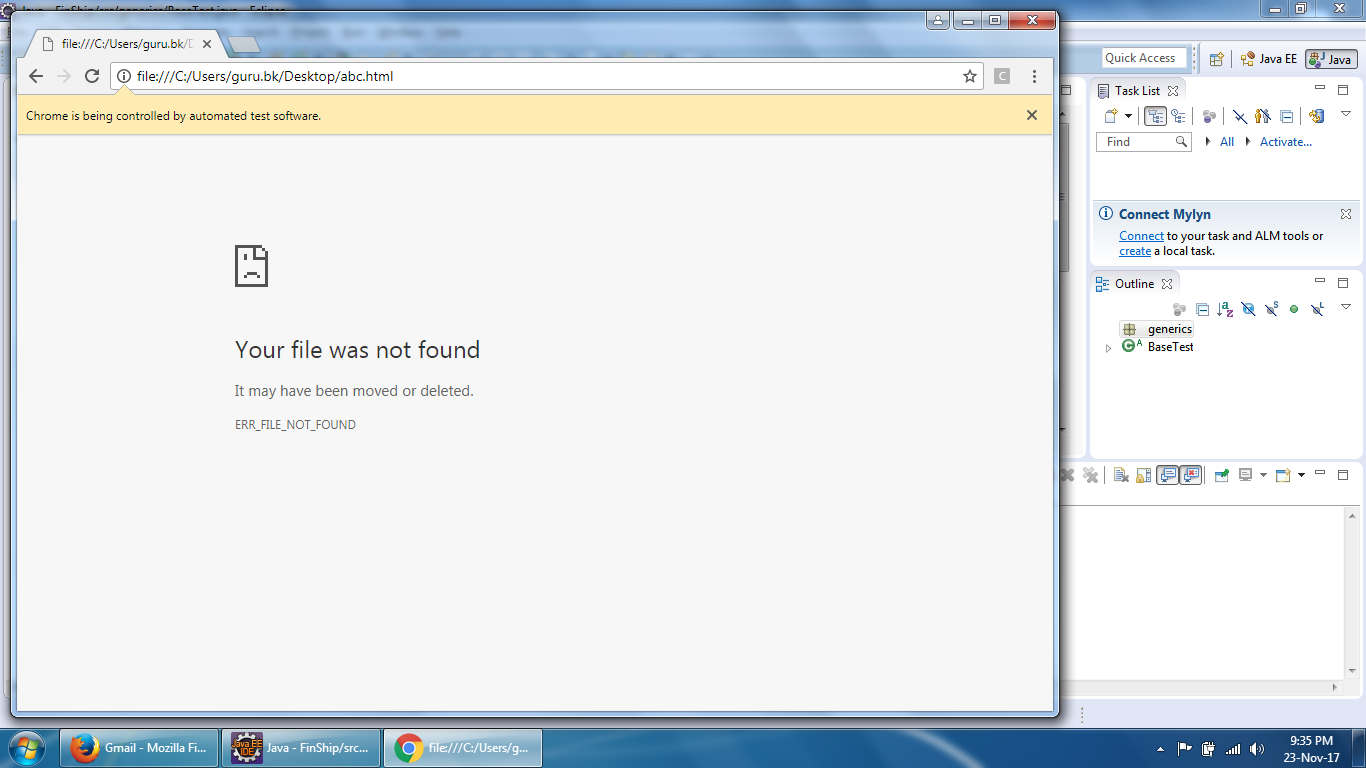 Java - FinShip/src/generics/BaseTest.java - Eclipse
file:///C:/Users/guru.bk/D
file:///C:/Users/guru.bk/Desktop/abc.html
C
Chrome is being controlled by automated test software.
Your file was not found
It may have been moved or deleted.
ERR_FILE_NOT_FOUND
Quick Access
Java EE
Java
Task List
Find
All
Activate...
Connect Mylyn
Connect to your task and ALM tools or
create a local task.
Outline
generics
BaseTest
Gmail - Mozilla Fi...
Java EE
IDE
Java - FinShip/src...
file:///C:/Users/g...
9:35 PM
23-Nov-17